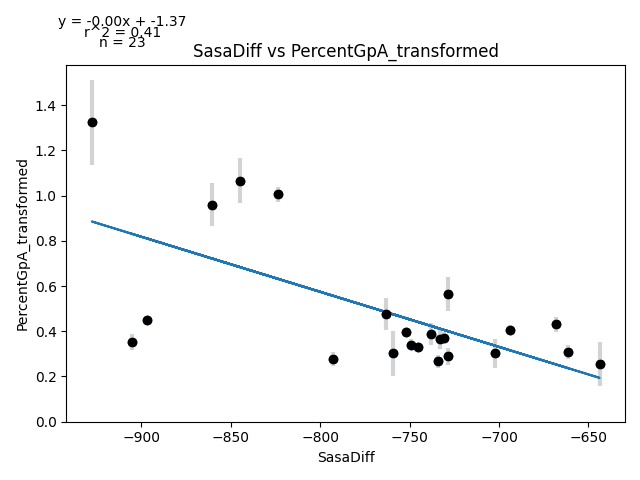 y = -0.00x + -1.37
r^2 = 0.41
n = 23
SasaDiff vs PercentGpA_transformed
PercentGpA_transformed
1.4
1.2
1.0
0.8
0.6
0.4
0.2
0.0
−900 −850 −800 −750 −700 −650
SasaDiff